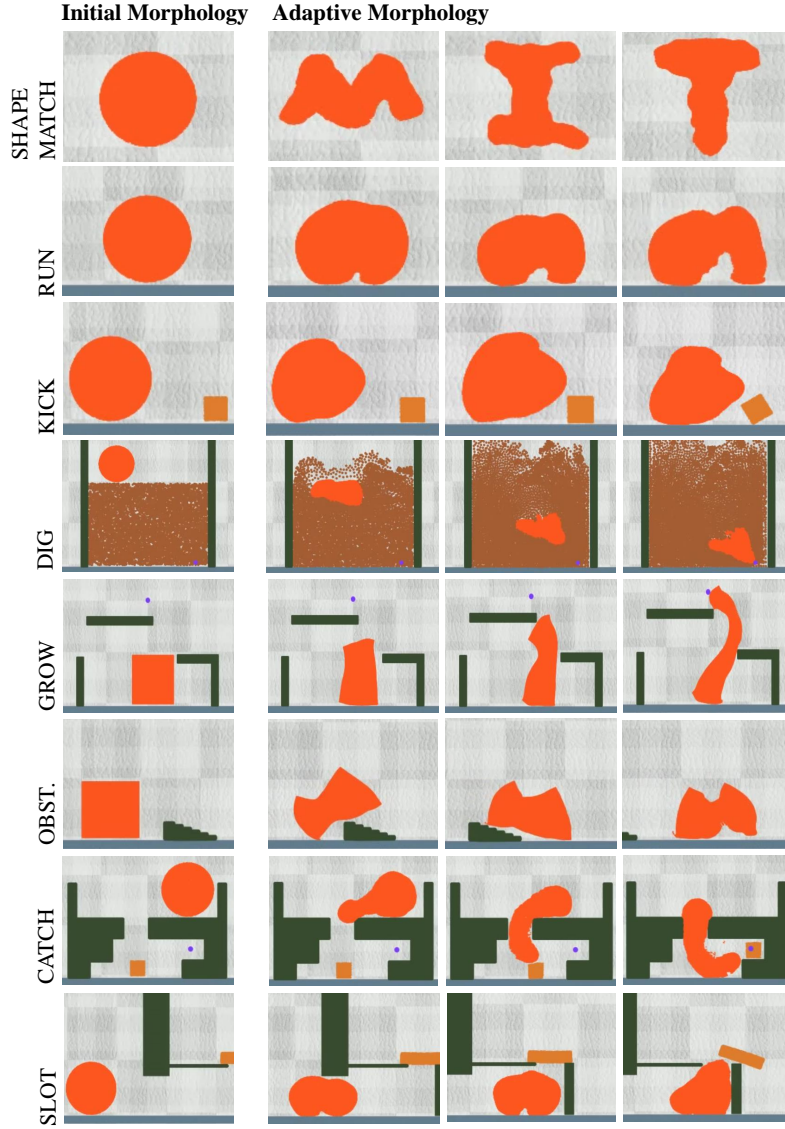 Initial Morphology
Adaptive Morphology
SHAPE
MATCH
RUN
KICK
DIG
GROW
OBST.
CATCH
SLOT